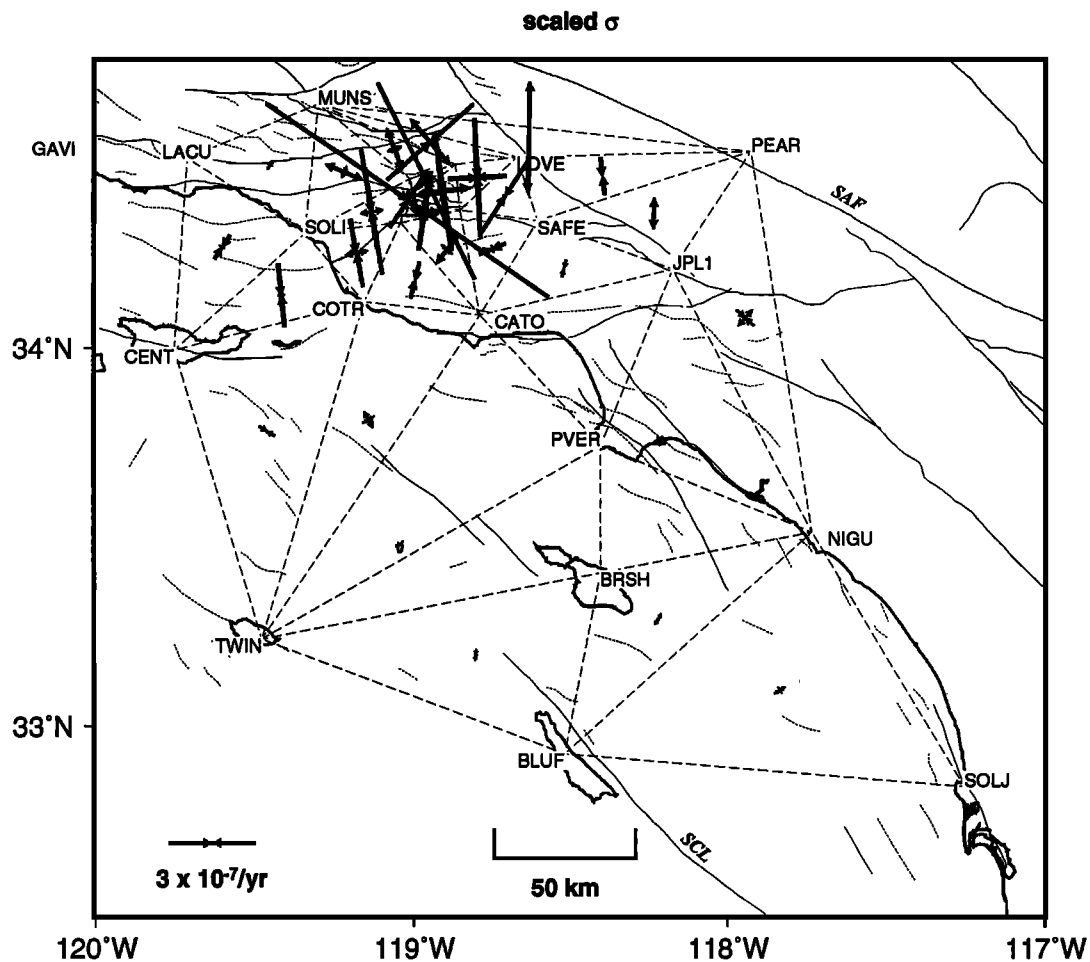 scaled σ
MUNS
GAVI
LACU
OVE
PEAR
SAF
SOLI
SAFE
JPL1
COTR
CATO
34°N
CENT
PVER
NIGU
BRSH
TWIN
33°N
BLUF
SOLJ
SCL
3 x 10⁻⁷/yr
50 km
120°W
119°W
118°W
117°W